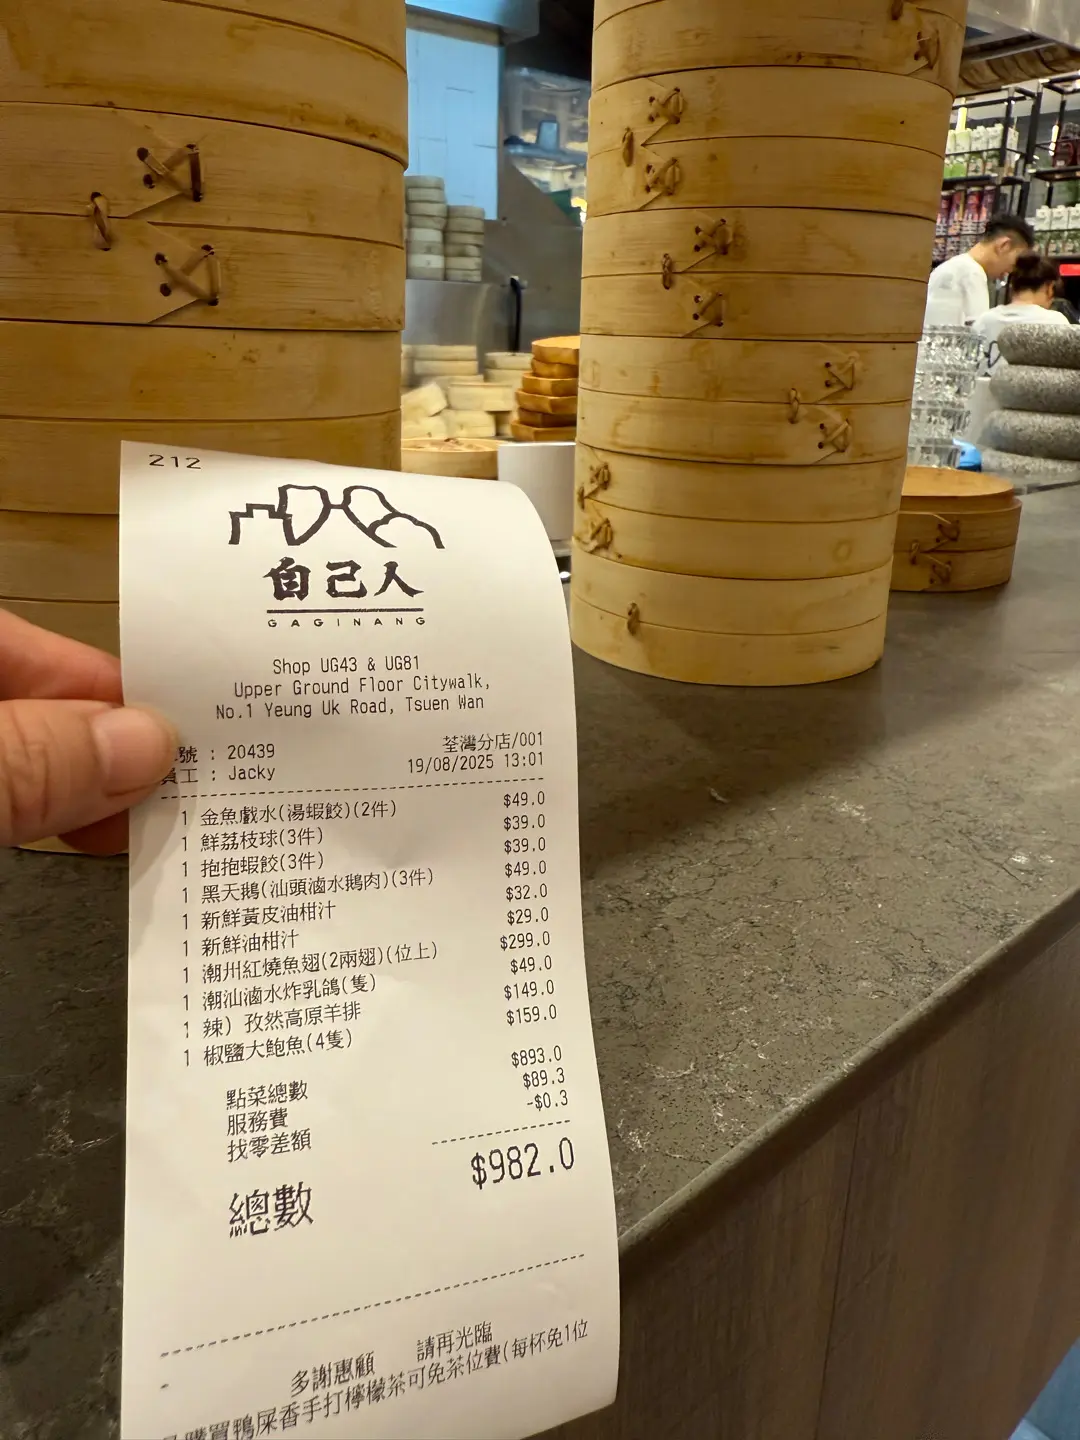 212
自己人
GAGINANG
Shop UG43 & UG81
Upper Ground Floor Citywalk,
No.1 Yeung Uk Road, Tsuen Wan
號 : 20439 荃灣分店/001
員工 : Jacky 19/08/2025 13:01
1 金魚戲水(湯蝦餃)(2件) $49.0
1 鮮荔枝球(3件) $39.0
1 抱抱蝦餃(3件) $39.0
1 黑天鵝(汕頭滷水鵝肉)(3件) $49.0
1 新鮮黃皮油柑汁 $32.0
1 新鮮油柑汁 $29.0
1 潮州紅燒魚翅(2兩翅)(位上) $299.0
1 潮汕滷水炸乳鴿(隻) $49.0
1 辣) 孜然高原羊排 $149.0
1 椒鹽大鮑魚(4隻) $159.0
點菜總數 $893.0
服務費 $89.3
找零差額 -$0.3
總數 $982.0
多謝惠顧 請再光臨
購買鴨屎香手打檸檬茶可免茶位費(每杯免1位